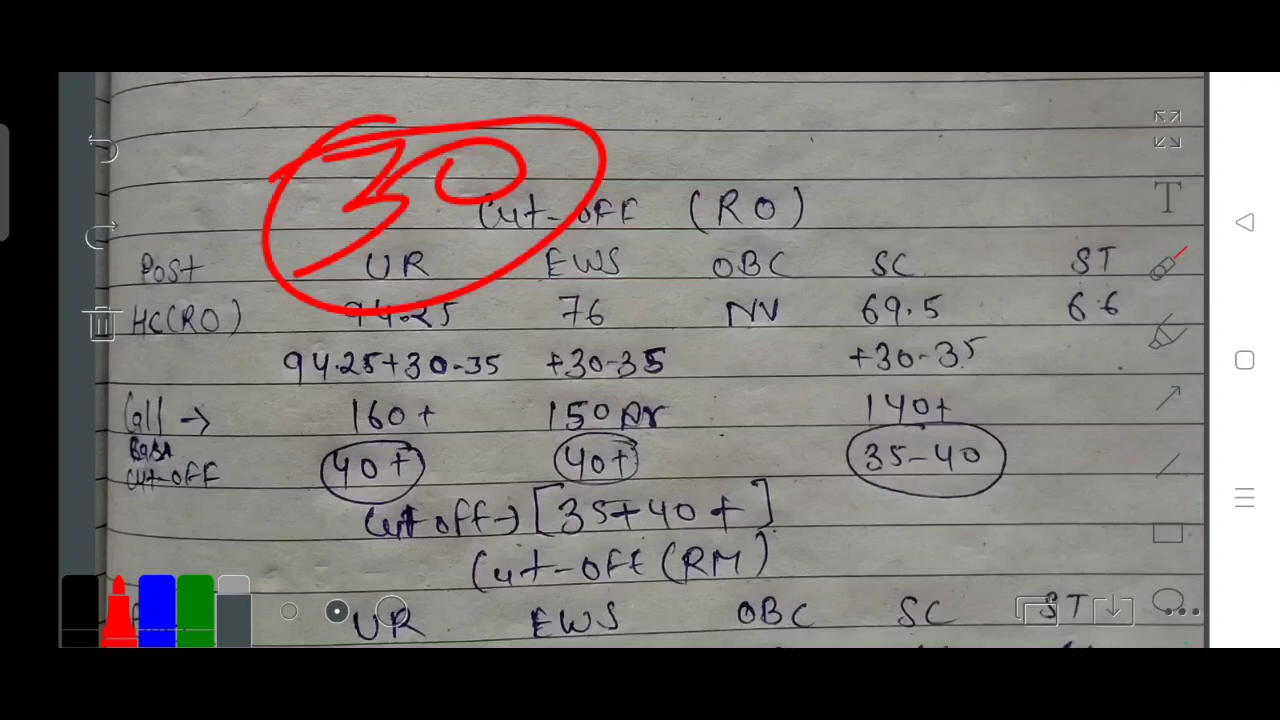 30
Cut-OFF (RO)
Post UR EWS OBC SC ST
HC(RO) 94.25 76 NV 69.5 66
94.25+30-35 +30-35 +30-35
Call → 160+ 150 pr 140+
40+ 40+ 35-40
Cut-OFF
Cut off→ [35+40+]
Cut-off (RM)
UR EWS OBC SC ST
T